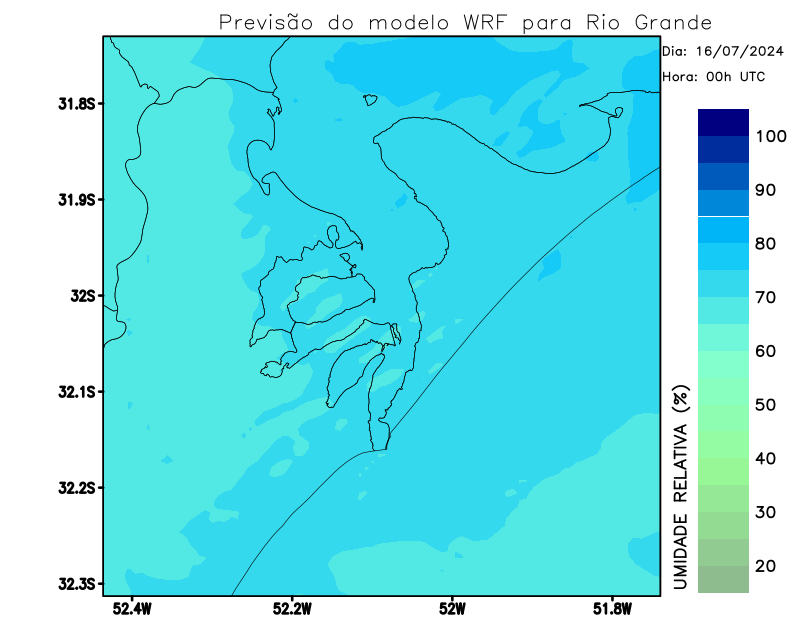 Previsão do modelo WRF para Rio Grande
Dia: 16/07/2024
Hora: 00h UTC
31.8S
31.9S
32S
32.1S
32.2S
32.3S
52.4W
52.2W
52W
51.8W
100
90
80
70
60
50
40
30
20
UMIDADE RELATIVA (%)